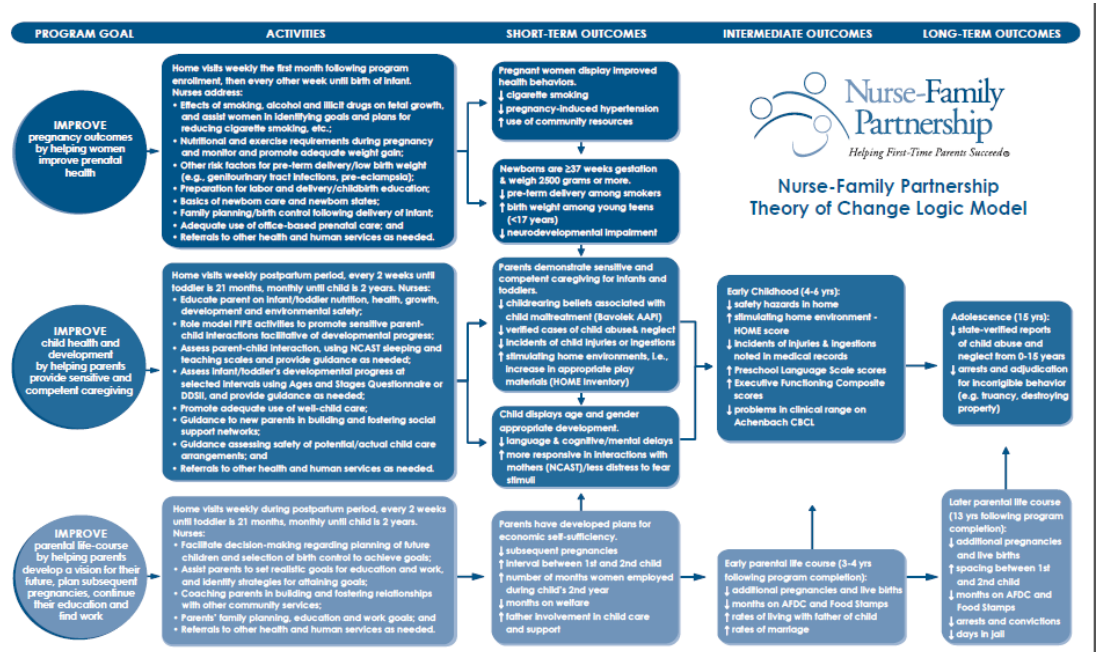 PROGRAM GOAL
ACTIVITIES
SHORT-TERM OUTCOMES
INTERMEDIATE OUTCOMES
LONG-TERM OUTCOMES
IMPROVE
pregnancy outcomes
by helping women
improve prenatal
health
Home visits weekly the first month following program
enrollment, then every other week until birth of infant.
Nurses address:
• Effects of smoking, alcohol and illicit drugs on fetal growth,
and assist women in identifying goals and plans for
reducing cigarette smoking, etc.;
• Nutritional and exercise requirements during pregnancy
and monitor and promote adequate weight gain;
• Other risk factors for pre-term delivery/low birth weight
(e.g., genitourinary tract infections, pre-eclampsia);
• Preparation for labor and delivery/childbirth education;
• Basics of newborn care and newborn states;
• Family planning/birth control following delivery of infant;
• Adequate use of office-based prenatal care; and
• Referrals to other health and human services as needed.
Pregnant women display improved
health behaviors.
↓ cigarette smoking
↓ pregnancy-induced hypertension
↑ use of community resources
Newborns are ≥37 weeks gestation
& weigh 2500 grams or more.
↓ pre-term delivery among smokers
↑ birth weight among young teens
(<17 years)
↓ neurodevelopmental impairment
Nurse-Family
Partnership
Helping First-Time Parents Succeed®
Nurse-Family Partnership
Theory of Change Logic Model
IMPROVE
child health and
development
by helping parents
provide sensitive and
competent caregiving
Home visits weekly postpartum period, every 2 weeks until
toddler is 21 months, monthly until child is 2 years. Nurses:
• Educate parent on infant/toddler nutrition, health, growth,
development and environmental safety;
• Role model PIPE activities to promote sensitive parent-
child interactions facilitative of developmental progress;
• Assess parent-child interaction, using NCAST sleeping and
teaching scales and provide guidance as needed;
• Assess infant/toddler's developmental progress at
selected intervals using Ages and Stages Questionnaire or
DDSII, and provide guidance as needed;
• Promote adequate use of well-child care;
• Guidance to new parents in building and fostering social
support networks;
• Guidance assessing safety of potential/actual child care
arrangements; and
• Referrals to other health and human services as needed.
Parents demonstrate sensitive and
competent caregiving for infants and
toddlers.
↓ childrearing beliefs associated with
child maltreatment (Bavolek AAPI)
↓ verified cases of child abuse& neglect
↓ incidents of child injuries or ingestions
↑ stimulating home environments, i.e.,
increase in appropriate play
materials (HOME Inventory)
Child displays age and gender
appropriate development.
↓ language & cognitive/mental delays
↑ more responsive in interactions with
mothers (NCAST)/less distress to fear
stimuli
Early Childhood (4-6 yrs):
↓ safety hazards in home
↑ stimulating home environment -
HOME score
↓ incidents of injuries & ingestions
noted in medical records
↑ Preschool Language Scale scores
↑ Executive Functioning Composite
scores
↓ problems in clinical range on
Achenbach CBCL
Adolescence (15 yrs):
↓ state-verified reports
of child abuse and
neglect from 0-15 years
↓ arrests and adjudication
for incorrigible behavior
(e.g. truancy, destroying
property)
IMPROVE
parental life-course
by helping parents
develop a vision for their
future, plan subsequent
pregnancies, continue
their education and
find work
Home visits weekly during postpartum period, every 2 weeks
until toddler is 21 months, monthly until child is 2 years.
Nurses:
• Facilitate decision-making regarding planning of future
children and selection of birth control to achieve goals;
• Assist parents to set realistic goals for education and work,
and identify strategies for attaining goals;
• Coaching parents in building and fostering relationships
with other community services;
• Parents' family planning, education and work goals; and
• Referrals to other health and human services as needed.
Parents have developed plans for
economic self-sufficiency.
↓ subsequent pregnancies
↑ interval between 1st and 2nd child
↑ number of months women employed
during child's 2nd year
↓ months on welfare
↑ father involvement in child care
and support
Early parental life course (3-4 yrs
following program completion):
↓ additional pregnancies and live births
↓ months on AFDC and Food Stamps
↑ rates of living with father of child
↑ rates of marriage
Later parental life course
(13 yrs following program
completion):
↓ additional pregnancies
and live births
↑ spacing between 1st
and 2nd child
↓ months on AFDC and
Food Stamps
↓ arrests and convictions
↓ days in jail